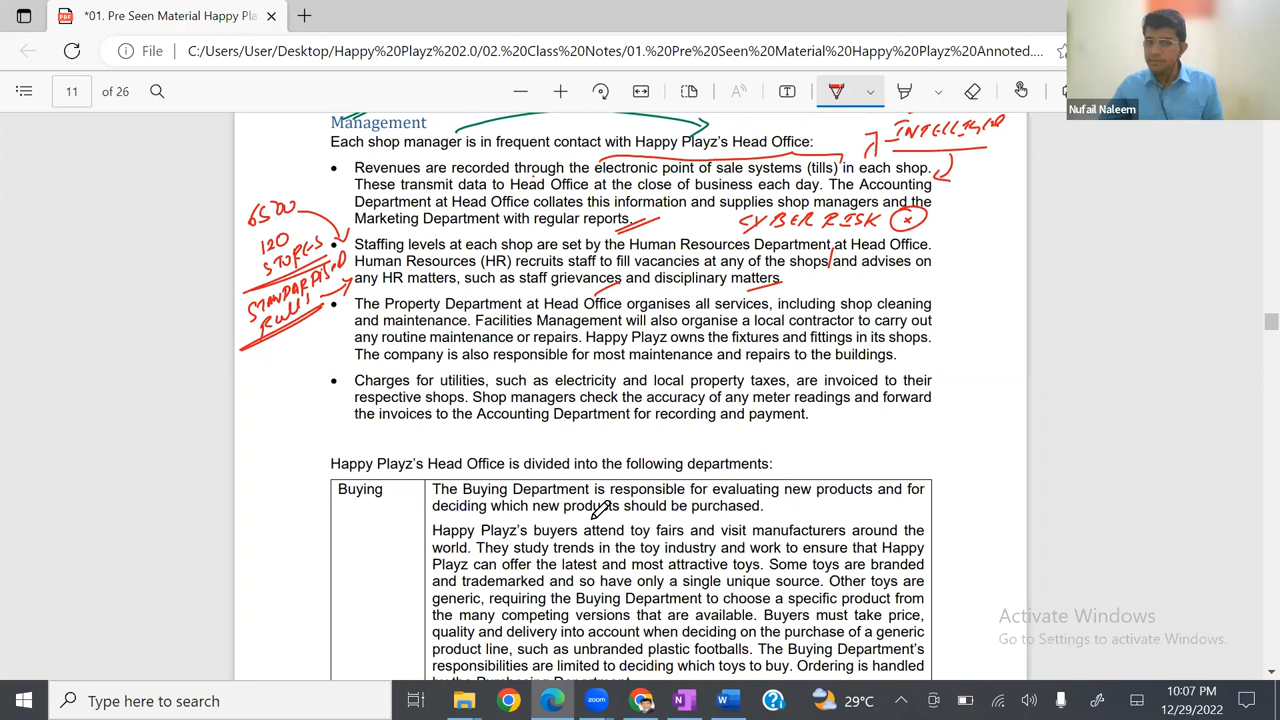 *01. Pre Seen Material Happy Pla
File
C:/Users/User/Desktop/Happy%20Playz%202.0/02.%20Class%20Notes/01.%20Pre%20Seen%20Material%20Happy%20Playz%20Annoted....
11 of 26
Nufail Naleem
Management
Each shop manager is in frequent contact with Happy Playz's Head Office:
• Revenues are recorded through the electronic point of sale systems (tills) in each shop.
These transmit data to Head Office at the close of business each day. The Accounting
Department at Head Office collates this information and supplies shop managers and the
Marketing Department with regular reports.
CYBER RISK
• Staffing levels at each shop are set by the Human Resources Department at Head Office.
Human Resources (HR) recruits staff to fill vacancies at any of the shops and advises on
any HR matters, such as staff grievances and disciplinary matters.
6500
120
STORES
STANDARDISED
• The Property Department at Head Office organises all services, including shop cleaning
and maintenance. Facilities Management will also organise a local contractor to carry out
any routine maintenance or repairs. Happy Playz owns the fixtures and fittings in its shops.
The company is also responsible for most maintenance and repairs to the buildings.
• Charges for utilities, such as electricity and local property taxes, are invoiced to their
respective shops. Shop managers check the accuracy of any meter readings and forward
the invoices to the Accounting Department for recording and payment.
Happy Playz's Head Office is divided into the following departments:
Buying
The Buying Department is responsible for evaluating new products and for
deciding which new products should be purchased.
Happy Playz's buyers attend toy fairs and visit manufacturers around the
world. They study trends in the toy industry and work to ensure that Happy
Playz can offer the latest and most attractive toys. Some toys are branded
and trademarked and so have only a single unique source. Other toys are
generic, requiring the Buying Department to choose a specific product from
the many competing versions that are available. Buyers must take price,
quality and delivery into account when deciding on the purchase of a generic
product line, such as unbranded plastic footballs. The Buying Department's
responsibilities are limited to deciding which toys to buy. Ordering is handled
by the Purchasing Department.
Activate Windows
Go to Settings to activate Windows.
Type here to search
29°C
10:07 PM
12/29/2022